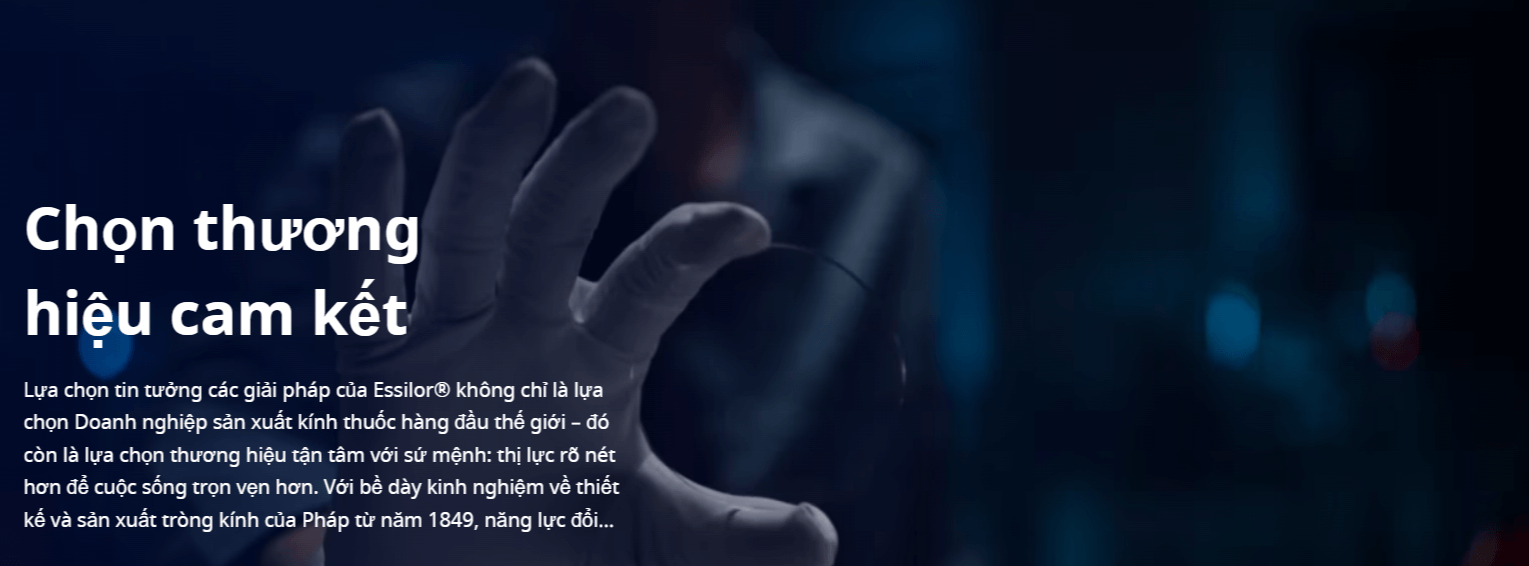 Chọn thương
hiệu cam kết
Lựa chọn tin tưởng các giải pháp của Essilor® không chỉ là lựa
chọn Doanh nghiệp sản xuất kính thuốc hàng đầu thế giới – đó
còn là lựa chọn thương hiệu tận tâm với sứ mệnh: thị lực rõ nét
hơn để cuộc sống trọn vẹn hơn. Với bề dày kinh nghiệm về thiết
kế và sản xuất tròng kính của Pháp từ năm 1849, năng lực đổi...